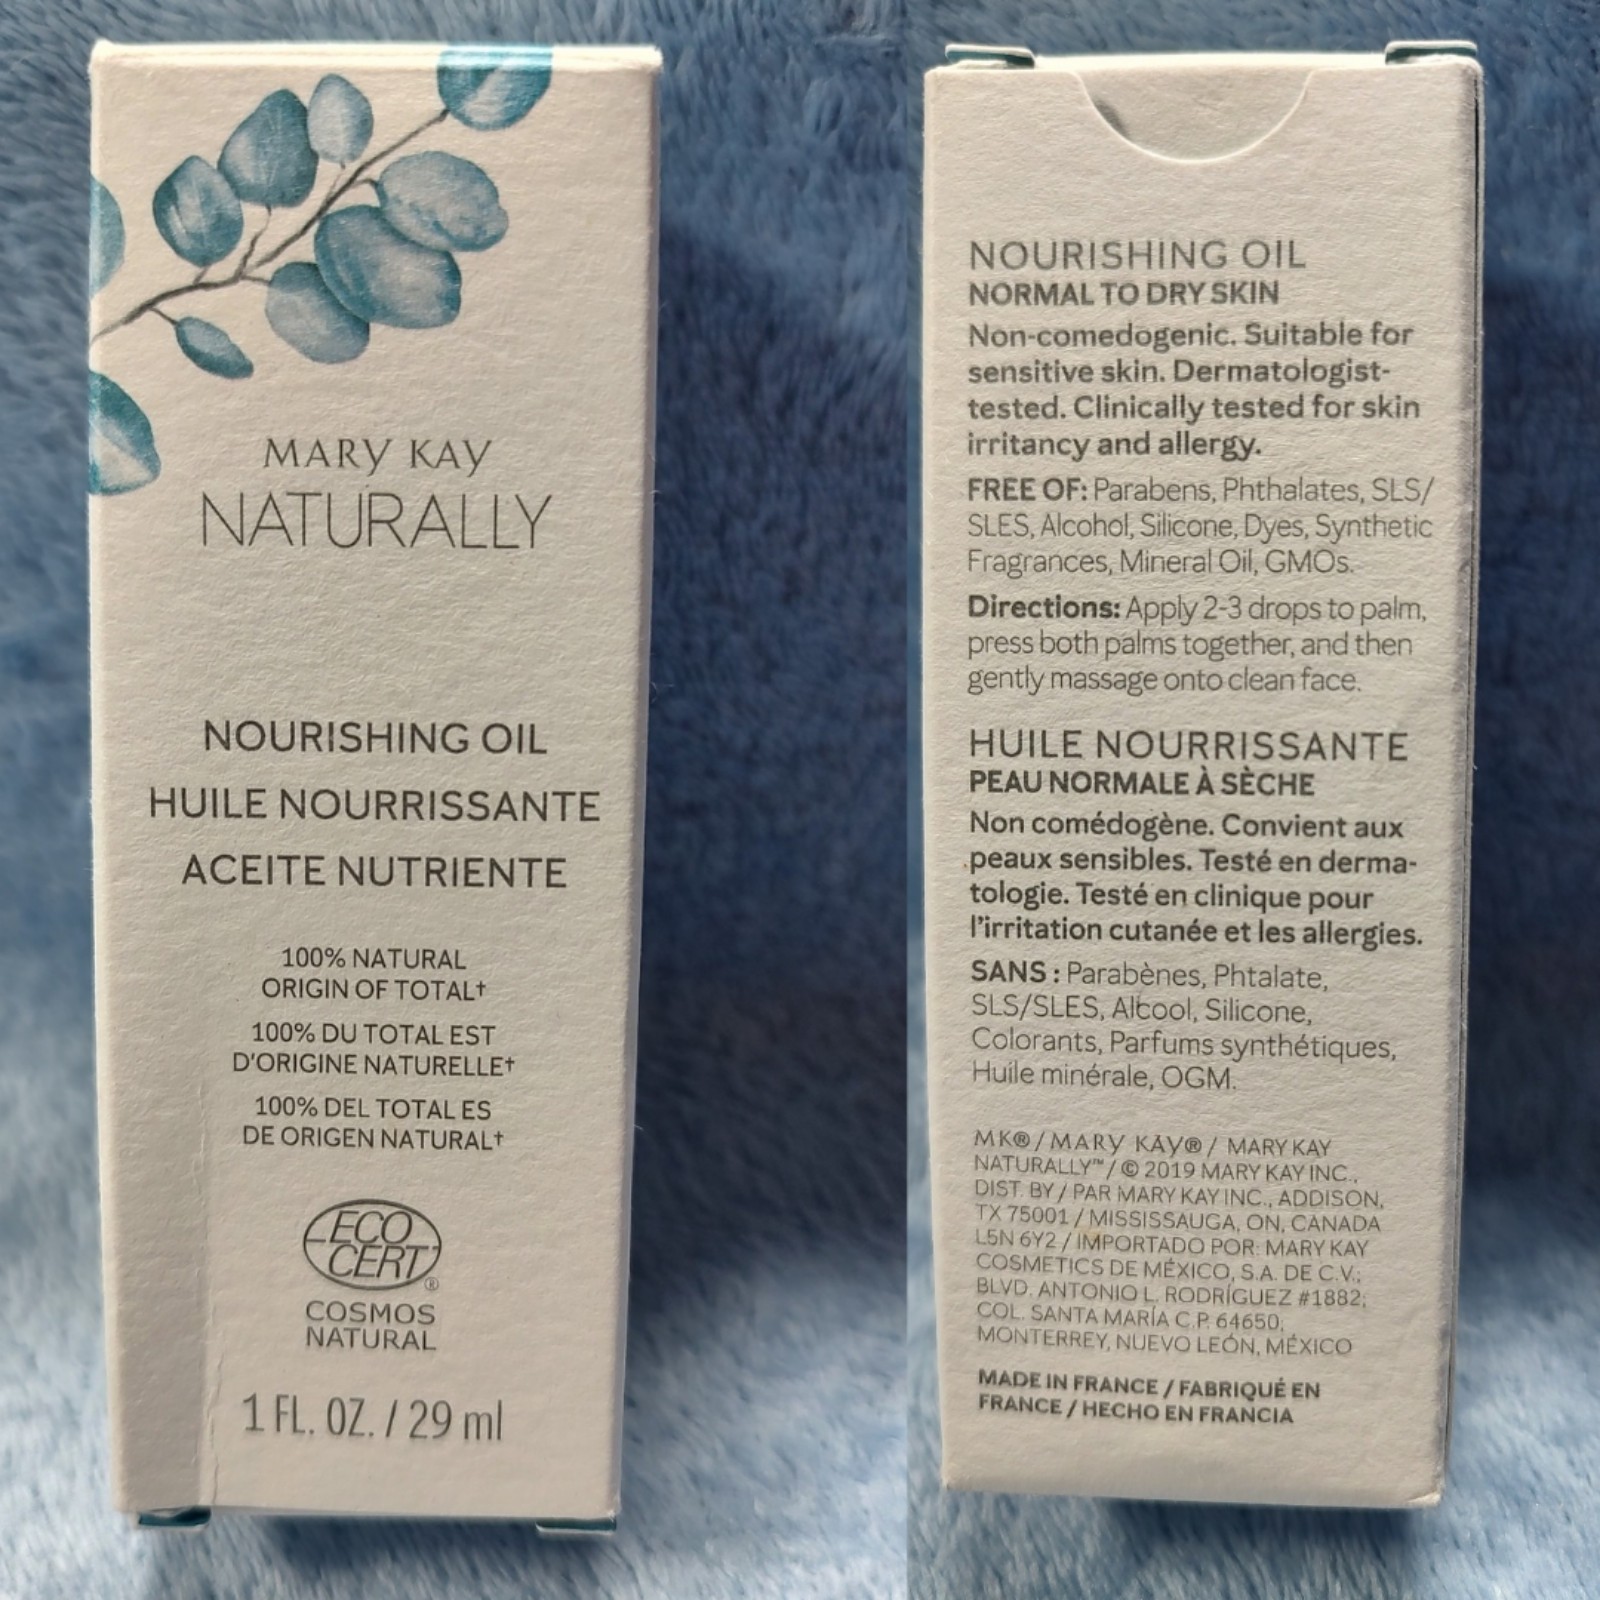 MARY KAY
NATURALLY
NOURISHING OIL
HUILE NOURRISSANTE
ACEITE NUTRIENTE
100% NATURAL
ORIGIN OF TOTAL†
100% DU TOTAL EST
D'ORIGINE NATURELLE†
100% DEL TOTAL ES
DE ORIGEN NATURAL†
ECO
CERT®
COSMOS
NATURAL
1 FL. OZ. / 29 ml
NOURISHING OIL
NORMAL TO DRY SKIN
Non-comedogenic. Suitable for
sensitive skin. Dermatologist-
tested. Clinically tested for skin
irritancy and allergy.
FREE OF: Parabens, Phthalates, SLS/
SLES, Alcohol, Silicone, Dyes, Synthetic
Fragrances, Mineral Oil, GMOs.
Directions: Apply 2-3 drops to palm,
press both palms together, and then
gently massage onto clean face.
HUILE NOURRISSANTE
PEAU NORMALE À SÈCHE
Non comédogène. Convient aux
peaux sensibles. Testé en derma-
tologie. Testé en clinique pour
l'irritation cutanée et les allergies.
SANS : Parabènes, Phtalate,
SLS/SLES, Alcool, Silicone,
Colorants, Parfums synthétiques,
Huile minérale, OGM.
MK® / MARY KAY® / MARY KAY
NATURALLY™ / © 2019 MARY KAY INC.,
DIST. BY / PAR MARY KAY INC., ADDISON,
TX 75001 / MISSISSAUGA, ON, CANADA
L5N 6Y2 / IMPORTADO POR: MARY KAY
COSMETICS DE MÉXICO, S.A. DE C.V.;
BLVD. ANTONIO L. RODRÍGUEZ #1882;
COL. SANTA MARÍA C.P. 64650;
MONTERREY, NUEVO LEÓN, MÉXICO
MADE IN FRANCE / FABRIQUÉ EN
FRANCE / HECHO EN FRANCIA